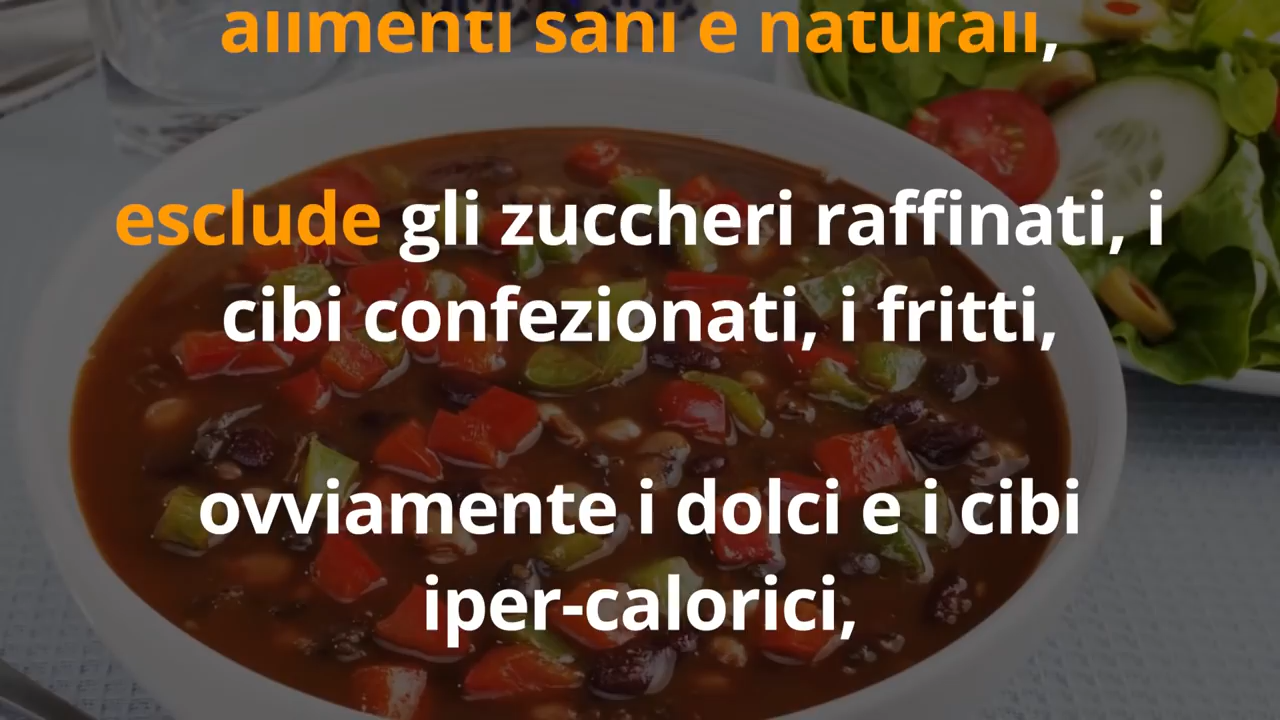 alimenti sani e naturali,
esclude gli zuccheri raffinati, i
cibi confezionati, i fritti,
ovviamente i dolci e i cibi
iper-calorici,